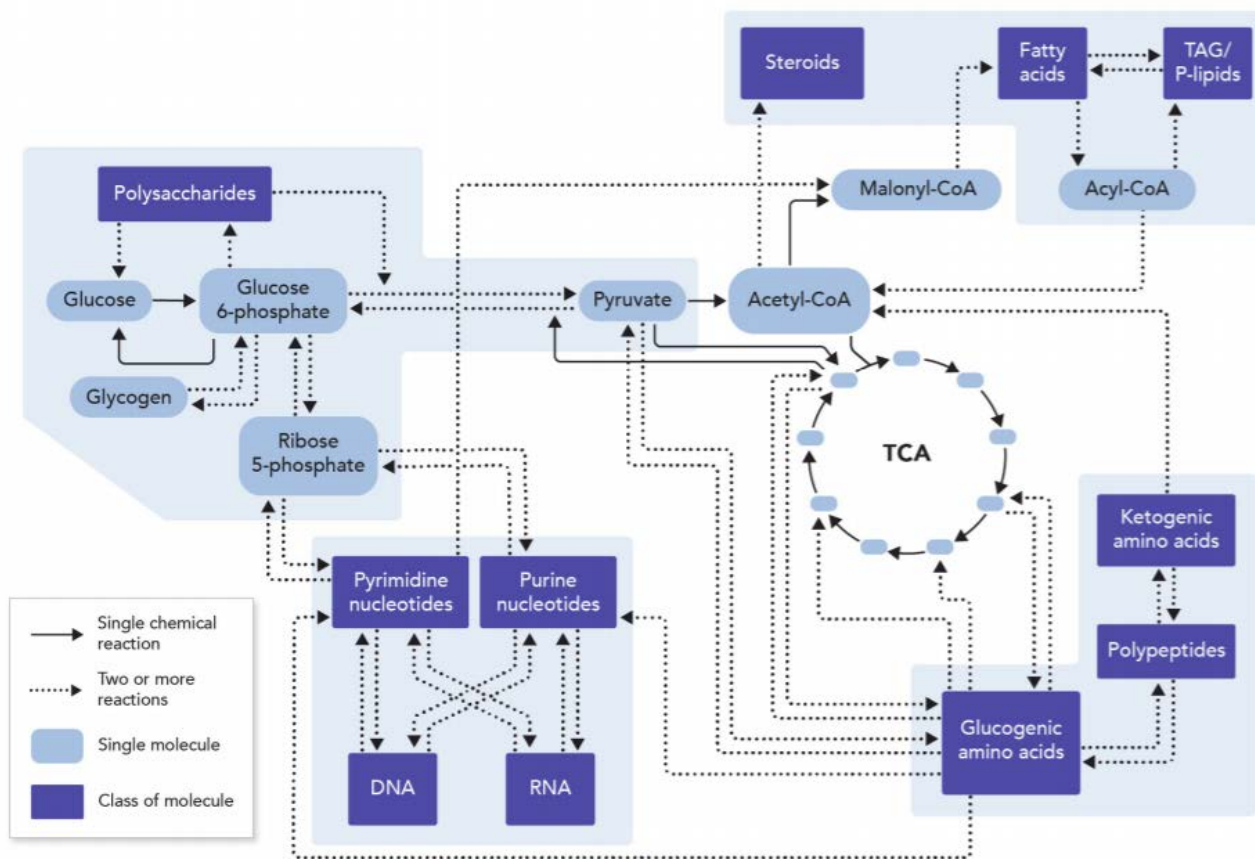 Steroids
Fatty
acids
TAG/
P-lipids
Polysaccharides
Malonyl-CoA
Acyl-CoA
Glucose
Glucose
6-phosphate
Pyruvate
Acetyl-CoA
Glycogen
Ribose
5-phosphate
TCA
Ketogenic
amino acids
Pyrimidine
nucleotides
Purine
nucleotides
Polypeptides
Glucogenic
amino acids
DNA
RNA
Single chemical
reaction
Two or more
reactions
Single molecule
Class of molecule